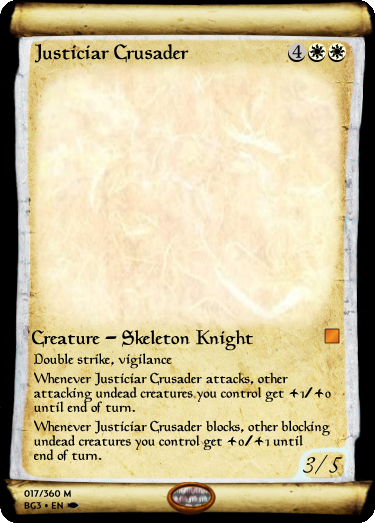 Justiciar Crusader 4
Creature – Skeleton Knight
Double strike, vigilance
Whenever Justiciar Crusader attacks, other
attacking undead creatures you control get +1/+0
until end of turn.
Whenever Justiciar Crusader blocks, other blocking
undead creatures you control get +0/+1 until
end of turn.
3/5
017/360 M
BG3 • EN